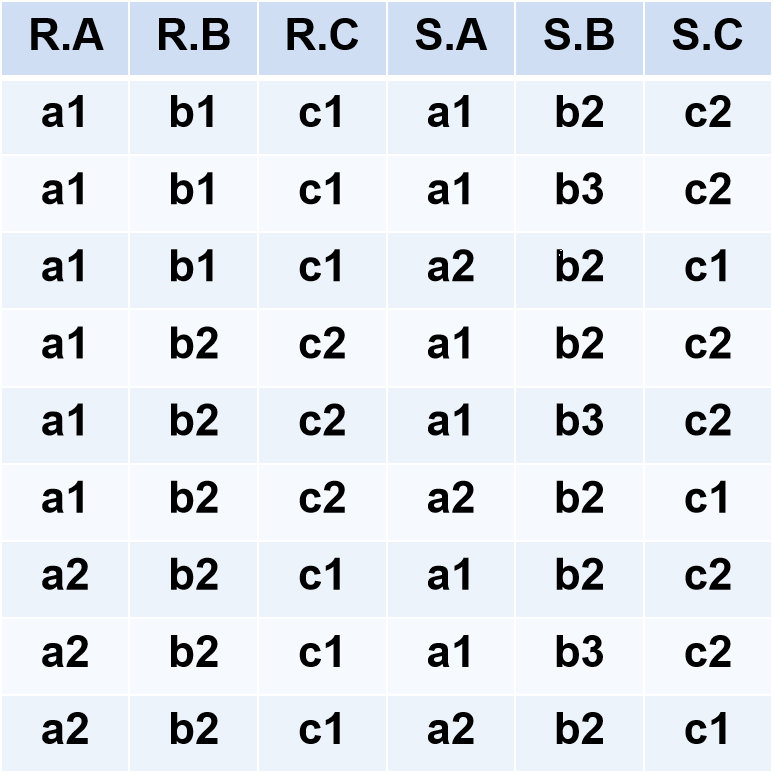 R.A R.B R.C S.A S.B S.C
a1 b1 c1 a1 b2 c2
a1 b1 c1 a1 b3 c2
a1 b1 c1 a2 b2 c1
a1 b2 c2 a1 b2 c2
a1 b2 c2 a1 b3 c2
a1 b2 c2 a2 b2 c1
a2 b2 c1 a1 b2 c2
a2 b2 c1 a1 b3 c2
a2 b2 c1 a2 b2 c1